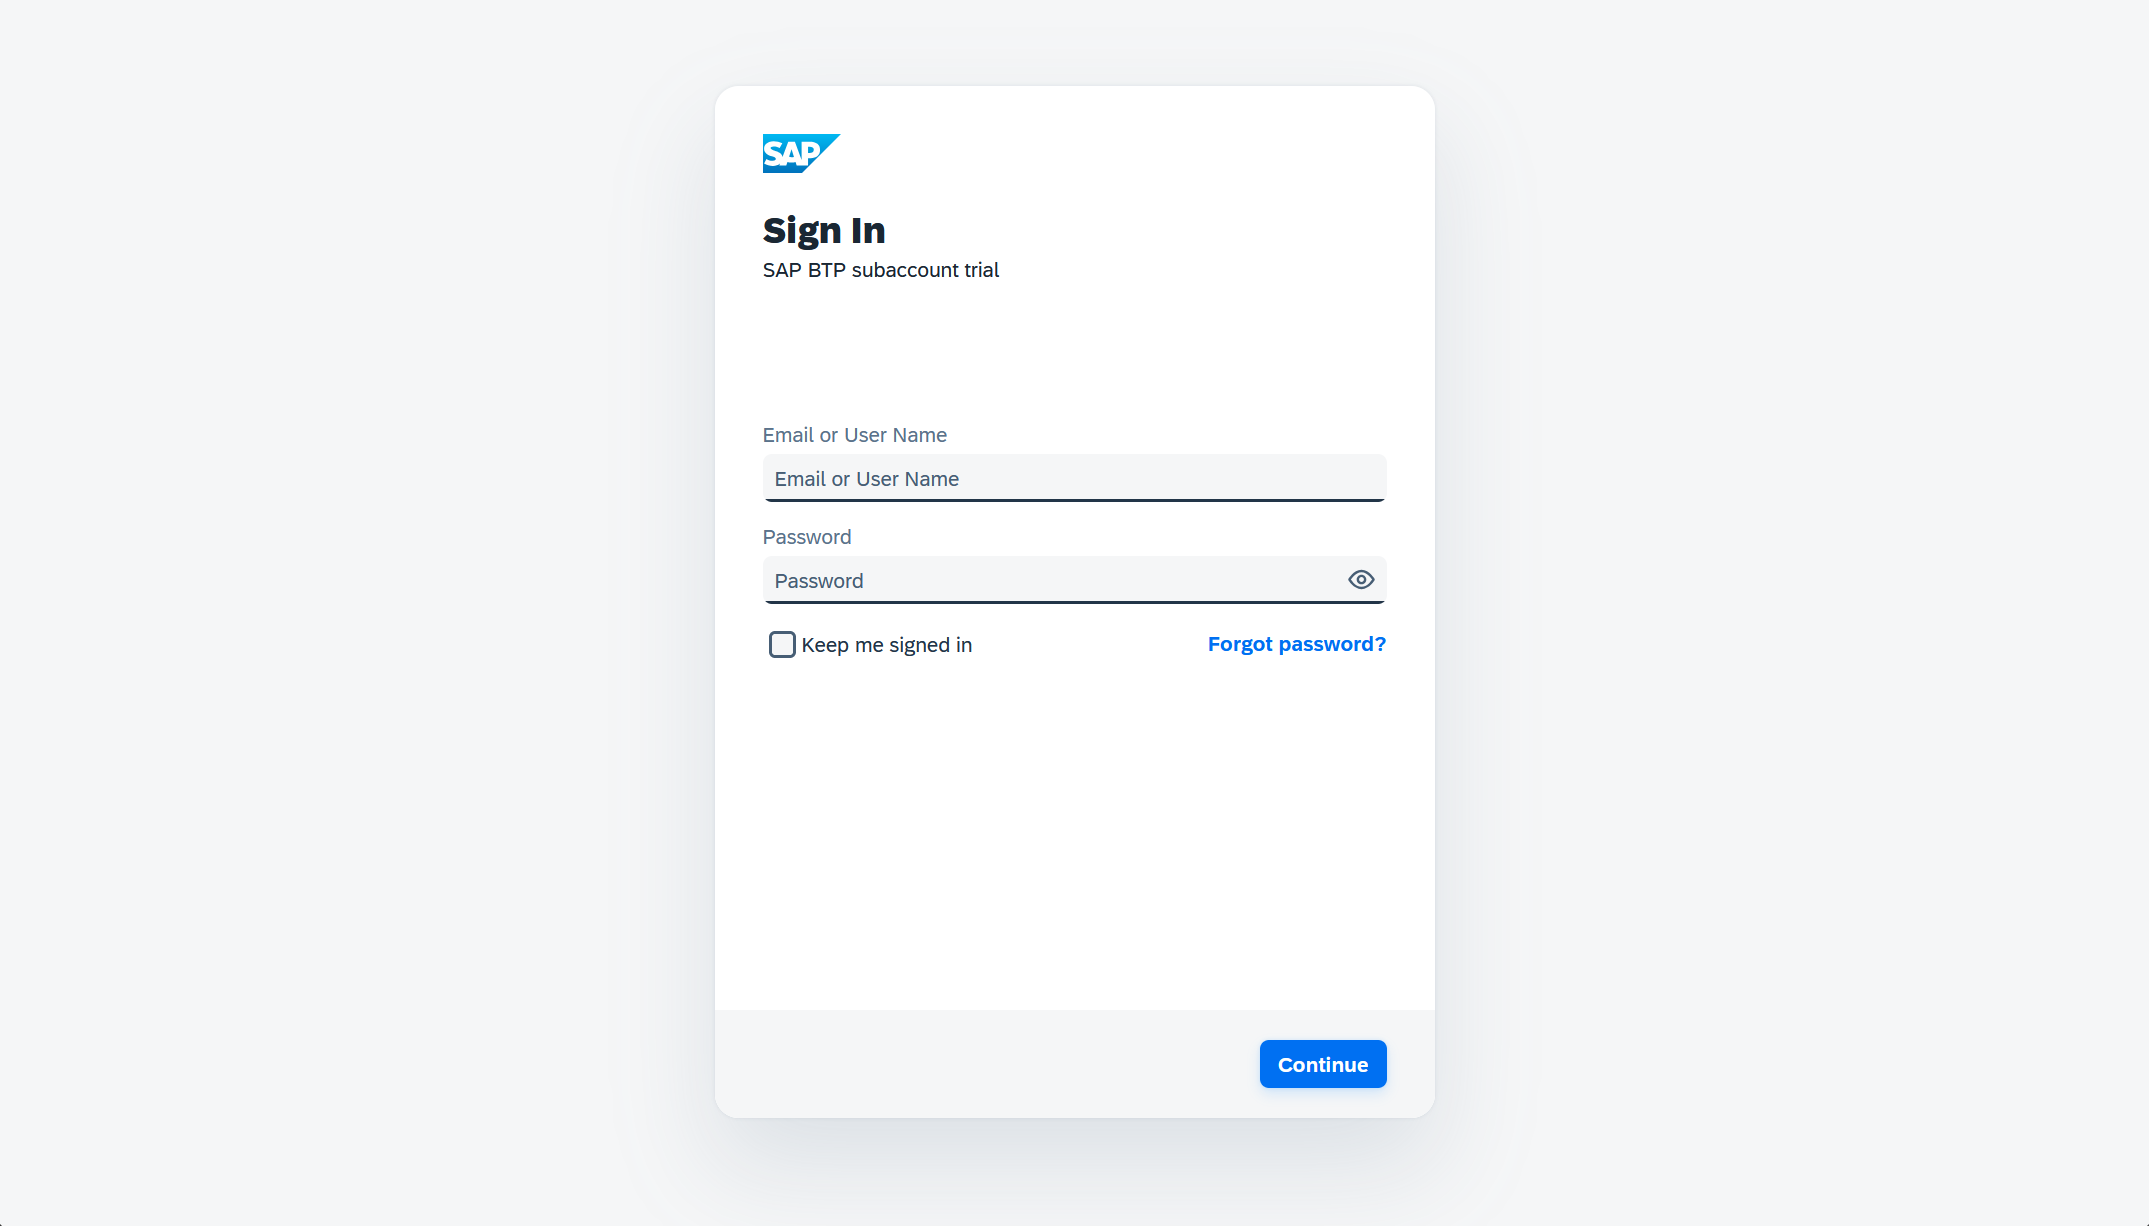 SAP
Sign In
SAP BTP subaccount trial
Email or User Name
Email or User Name
Password
Password
Keep me signed in
Forgot password?
Continue